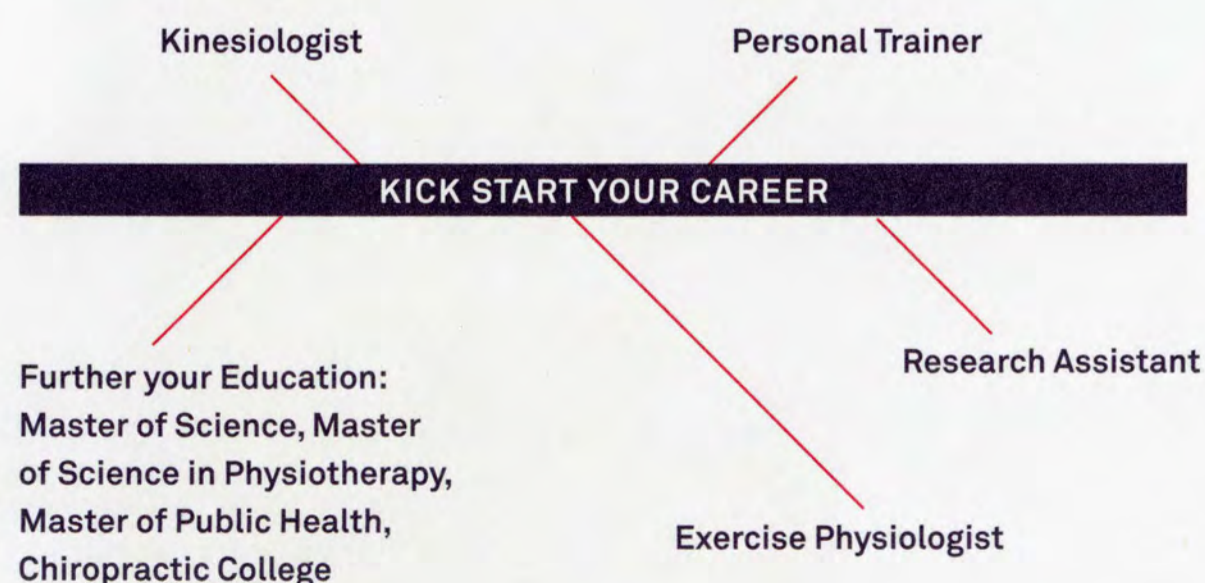 Kinesiologist
Personal Trainer
KICK START YOUR CAREER
Further your Education:
Master of Science, Master
of Science in Physiotherapy,
Master of Public Health,
Chiropractic College
Research Assistant
Exercise Physiologist